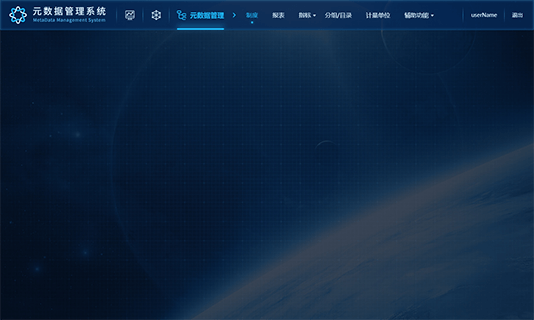 元数据管理系统
MetaData Management System
元数据管理 制度 报表 指标 分组/目录 计量单位 辅助功能 userName 退出